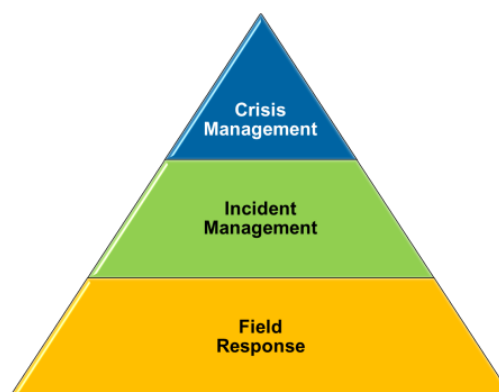 Crisis
Management
Incident
Management
Field
Response